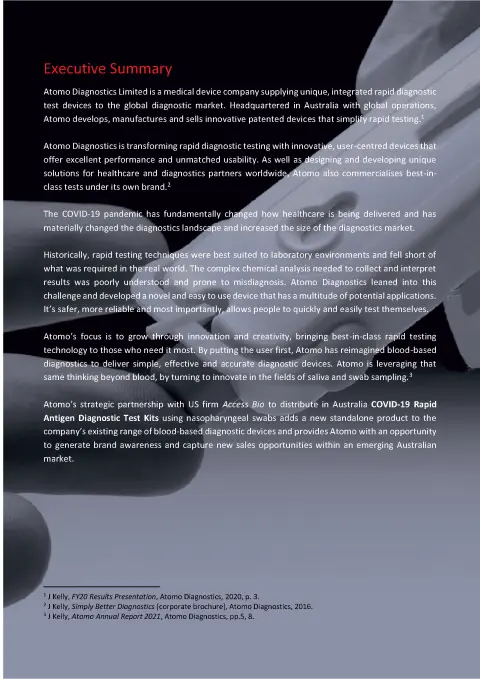 Executive Summary
Atomo Diagnostics Limited is a medical device company supplying unique, integrated rapid diagnostic
test devices to the global diagnostic market. Headquartered in Australia with global operations,
Atomo develops, manufactures and sells innovative patented devices that simplify rapid testing.1
Atomo Diagnostics is transforming rapid diagnostic testing with innovative, user-centred devices that
offer excellent performance and unmatched usability. As well as designing and developing unique
solutions for healthcare and diagnostics partners worldwide, Atomo also commercialises best-in-
class tests under its own brand.2
The COVID-19 pandemic has fundamentally changed how healthcare is being delivered and has
materially changed the diagnostics landscape and increased the size of the diagnostics market.
Historically, rapid testing techniques were best suited to laboratory environments and fell short of
what was required in the real world. The complex chemical analysis needed to collect and interpret
results was poorly understood and prone to misdiagnosis. Atomo Diagnostics leaned into this
challenge and developed a novel and easy to use device that has a multitude of potential applications.
It's safer, more reliable and most importantly, allows people to quickly and easily test themselves.
Atomo's focus is to grow through innovation and creativity, bringing best-in-class rapid testing
technology to those who need it most. By putting the user first, Atomo has reimagined blood-based
diagnostics to deliver simple, effective and accurate diagnostic devices. Atomo is leveraging that
same thinking beyond blood, by turning to innovate in the fields of saliva and swab sampling.3
Atomo's strategic partnership with US firm Access Bio to distribute in Australia COVID-19 Rapid
Antigen Diagnostic Test Kits using nasopharyngeal swabs adds a new standalone product to the
company's existing range of blood-based diagnostic devices and provides Atomo with an opportunity
to generate brand awareness and capture new sales opportunities within an emerging Australian
market.
1 J Kelly, FY20 Results Presentation, Atomo Diagnostics, 2020, p. 3.
2 J Kelly, Simply Better Diagnostics [corporate brochure], Atomo Diagnostics, 2016.
3 J Kelly, Atomo Annual Report 2021, Atomo Diagnostics, pp.5, 8.